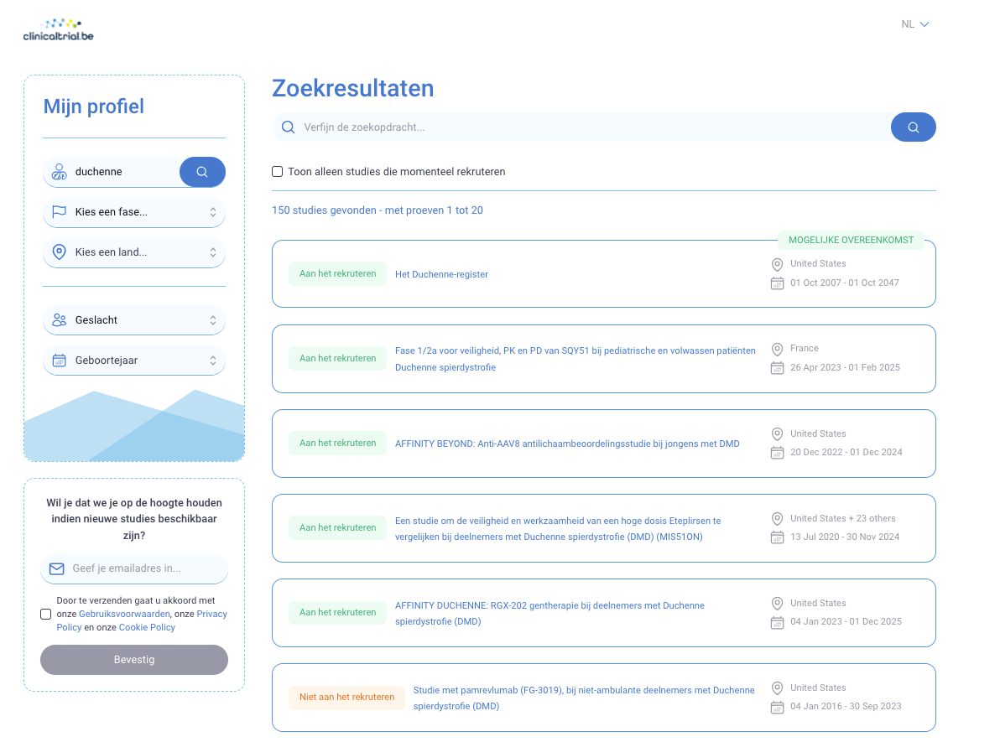 clinicaltrial.be
NL
Mijn profiel
duchenne
Kies een fase...
Kies een land...
Geslacht
Geboortejaar
Wil je dat we je op de hoogte houden
indien nieuwe studies beschikbaar
zijn?
Geef je emailadres in...
Door te verzenden gaat u akkoord met
onze Gebruiksvoorwaarden, onze Privacy
Policy en onze Cookie Policy
Bevestig
Zoekresultaten
Verfijn de zoekopdracht...
Toon alleen studies die momenteel rekruteren
150 studies gevonden - met proeven 1 tot 20
MOGELIJKE OVEREENKOMST
Aan het rekruteren
Het Duchenne-register
United States
01 Oct 2007 - 01 Oct 2047
Aan het rekruteren
Fase 1/2a voor veiligheid, PK en PD van SQY51 bij pediatrische en volwassen patiënten
Duchenne spierdystrofie
France
26 Apr 2023 - 01 Feb 2025
Aan het rekruteren
AFFINITY BEYOND: Anti-AAV8 antilichaambeoordelingsstudie bij jongens met DMD
United States
20 Dec 2022 - 01 Dec 2024
Aan het rekruteren
Een studie om de veiligheid en werkzaamheid van een hoge dosis Eteplirsen te
vergelijken bij deelnemers met Duchenne spierdystrofie (DMD) (MIS51ON)
United States + 23 others
13 Jul 2020 - 30 Nov 2024
Aan het rekruteren
AFFINITY DUCHENNE: RGX-202 gentherapie bij deelnemers met Duchenne
spierdystrofie (DMD)
United States
04 Jan 2023 - 01 Dec 2025
Niet aan het rekruteren
Studie met pamrevlumab (FG-3019), bij niet-ambulante deelnemers met Duchenne
spierdystrofie (DMD)
United States
04 Jan 2016 - 30 Sep 2023